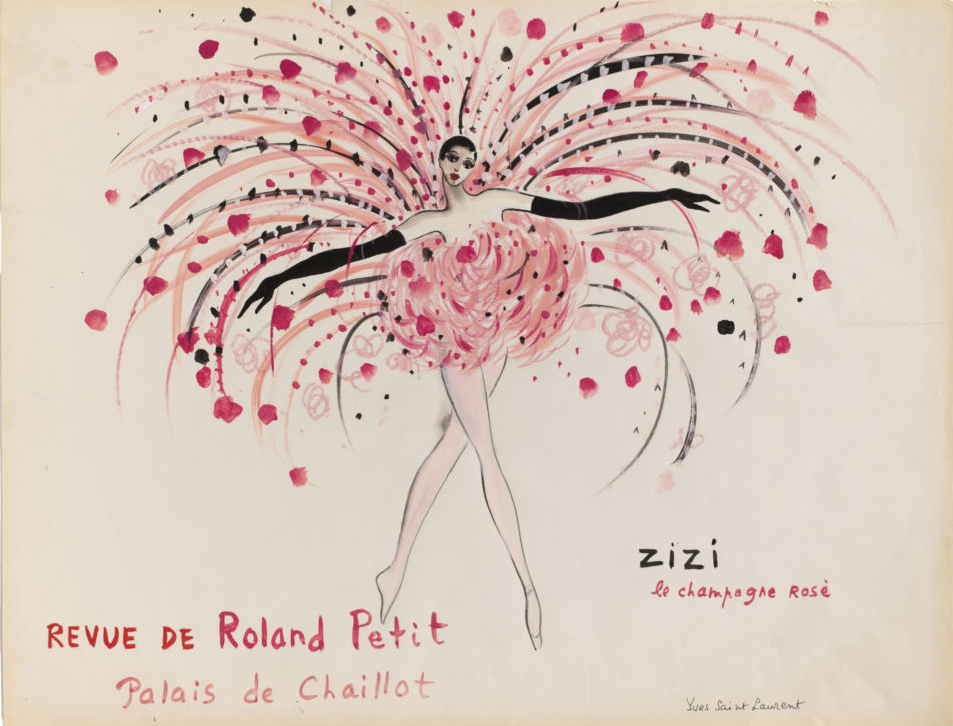 zizi
le champagne ROSÈ
REVUE DE Roland Petit
Palais de Chaillot
Yves Saint Laurent